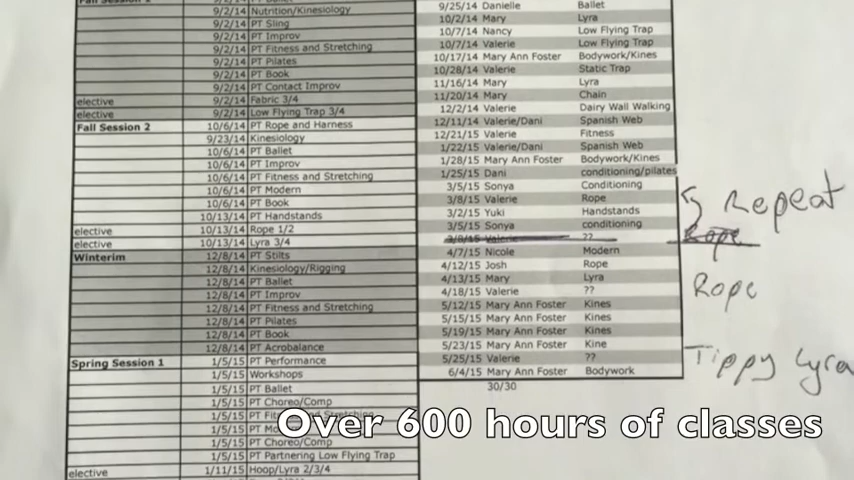 Fall Session 1
9/2/14 Nutrition/Kinesiology
9/2/14 PT Sling
9/2/14 PT Improv
9/2/14 PT Fitness and Stretching
9/2/14 PT Pilates
9/2/14 PT Book
9/2/14 PT Contact Improv
elective 9/2/14 Fabric 3/4
elective 9/2/14 Low Flying Trap 3/4
Fall Session 2 10/6/14 PT Rope and Harness
9/23/14 Kinesiology
10/6/14 PT Ballet
10/6/14 PT Improv
10/6/14 PT Fitness and Stretching
10/6/14 PT Modern
10/6/14 PT Book
10/13/14 PT Handstands
elective 10/13/14 Rope 1/2
elective 10/13/14 Lyra 3/4
Winterim 12/8/14 PT Stilts
12/8/14 Kinesiology/Rigging
12/8/14 PT Ballet
12/8/14 PT Improv
12/8/14 PT Fitness and Stretching
12/8/14 PT Pilates
12/8/14 PT Book
12/8/14 PT Acrobalance
Spring Session 1 1/5/15 PT Performance
1/5/15 Workshops
1/5/15 PT Ballet
1/5/15 PT Choreo/Comp
1/5/15 PT Fitness and Stretching
1/5/15 PT
1/5/15 PT Choreo/Comp
1/5/15 PT Partnering Low Flying Trap
elective 1/11/15 Hoop/Lyra 2/3/4
9/25/14 Danielle Ballet
10/2/14 Mary Lyra
10/7/14 Nancy Low Flying Trap
10/7/14 Valerie Low Flying Trap
10/17/14 Mary Ann Foster Bodywork/Kines
10/28/14 Valerie Static Trap
11/16/14 Mary Lyra
11/20/14 Mary Chain
12/2/14 Valerie Dairy Wall Walking
12/11/14 Valerie/Dani Spanish Web
12/21/15 Valerie Fitness
1/22/15 Valerie/Dani Spanish Web
1/28/15 Mary Ann Foster Bodywork/Kines
1/25/15 Dani conditioning/pilates
3/5/15 Sonya Conditioning
3/8/15 Valerie Rope
3/2/15 Yuki Handstands
3/5/15 Sonya conditioning
3/8/15 Valerie ??
4/7/15 Nicole Modern
4/12/15 Josh Rope
4/13/15 Mary Lyra
4/18/15 Valerie ??
5/12/15 Mary Ann Foster Kines
5/15/15 Mary Ann Foster Kines
5/19/15 Mary Ann Foster Kines
5/23/15 Mary Ann Foster Kine
5/25/15 Valerie ??
6/4/15 Mary Ann Foster Bodywork
30/30
Repeat
Rope
Rope
Tippy Lyra
Over 600 hours of classes